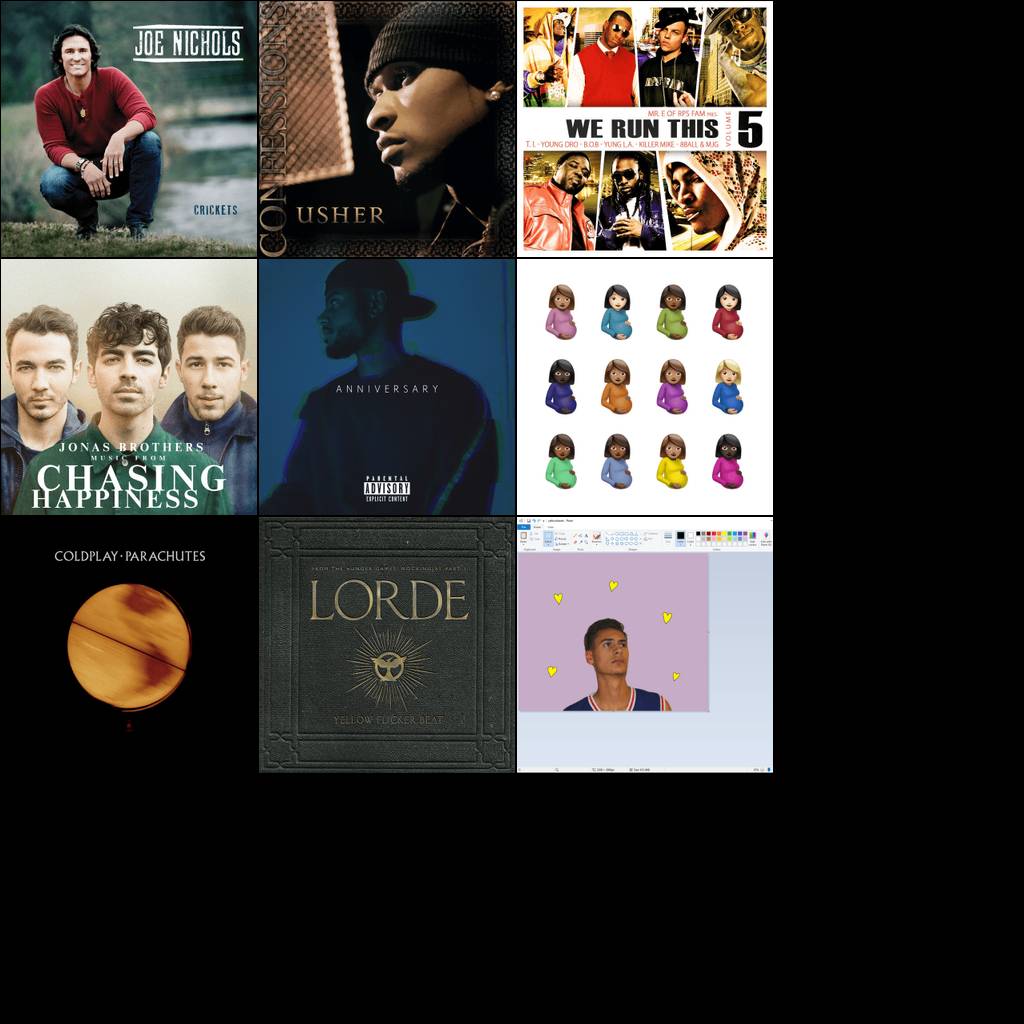 JOE NICHOLS
CRICKETS
CONFESSIONS
USHER
MR. E OF RPS FAM PRES.
WE RUN THIS
VOLUME 5
T.I. · YOUNG DRO · B.O.B · YUNG L.A. · KILLER MIKE · 8BALL & MJG
JONAS BROTHERS
MUSIC FROM
CHASING
HAPPINESS
ANNIVERSARY
PARENTAL
ADVISORY
EXPLICIT CONTENT
COLDPLAY · PARACHUTES
FROM THE HUNGER GAMES: MOCKINGJAY PART 1
LORDE
YELLOW FLICKER BEAT